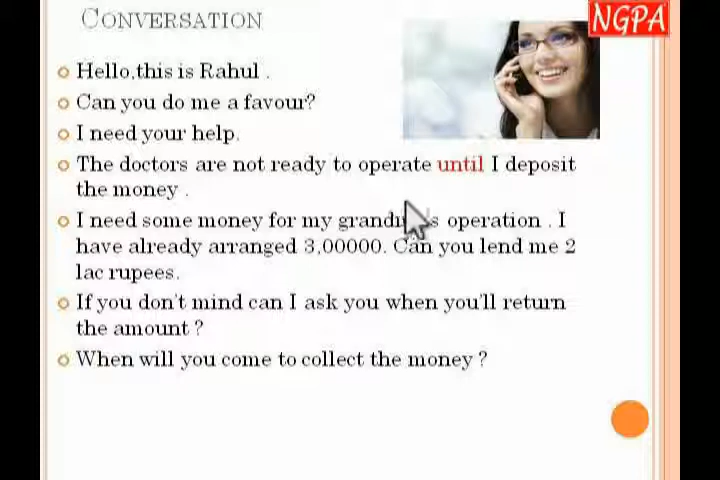 CONVERSATION
NGPA
Hello,this is Rahul .
Can you do me a favour?
I need your help.
The doctors are not ready to operate until I deposit
the money .
I need some money for my operation . I
have already arranged 3,00000. Can you lend me 2
lac rupees.
If you don't mind can I ask you when you'll return
the amount ?
When will you come to collect the money ?